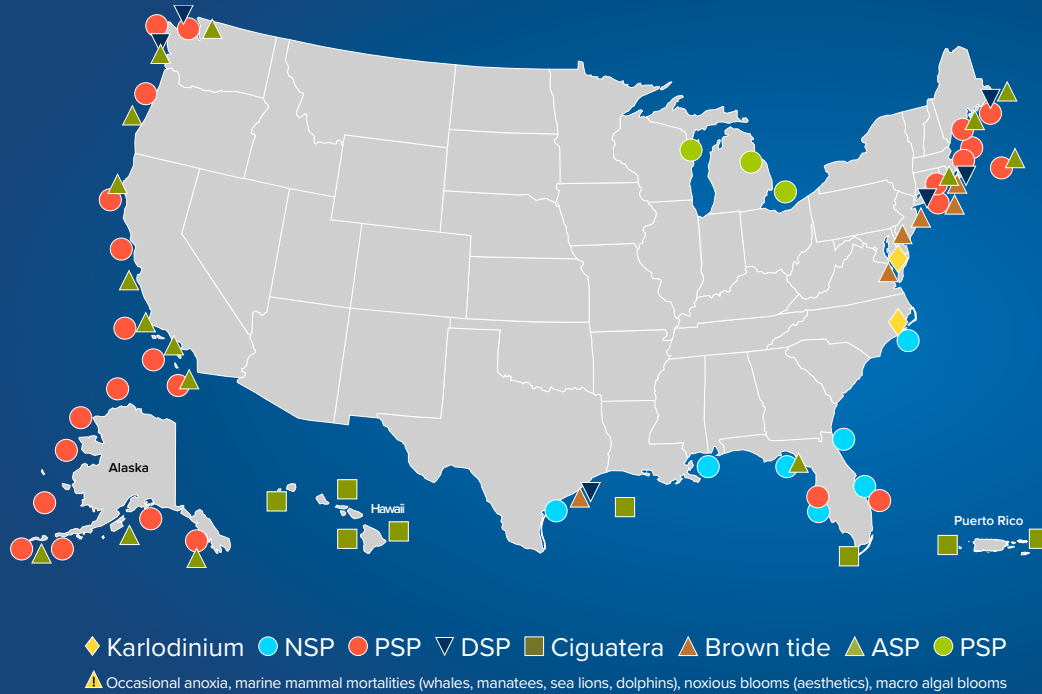 Alaska
Hawaii
Puerto Rico
Karlodinium NSP PSP DSP Ciguatera Brown tide ASP PSP
! Occasional anoxia, marine mammal mortalities (whales, manatees, sea lions, dolphins), noxious blooms (aesthetics), macro algal blooms